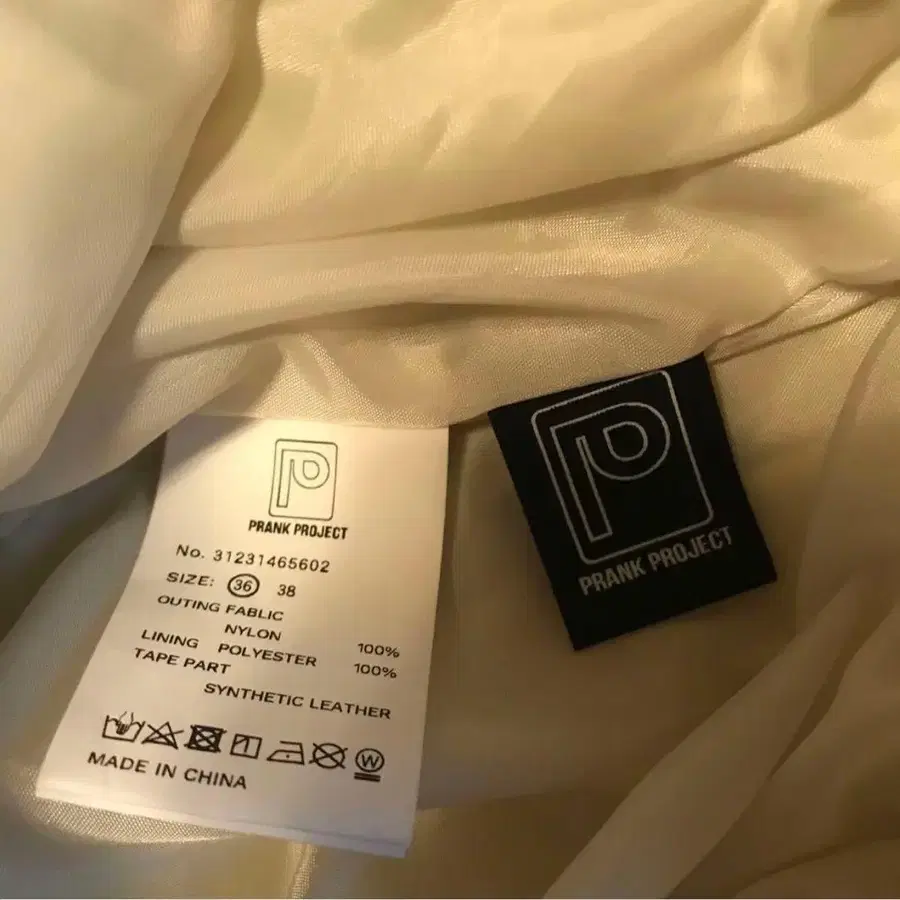 PRANK PROJECT
No. 31231465602
SIZE: 36 38
OUTING FABLIC
NYLON 100%
LINING POLYESTER 100%
TAPE PART
SYNTHETIC LEATHER
W
MADE IN CHINA
P
PRANK PROJECT